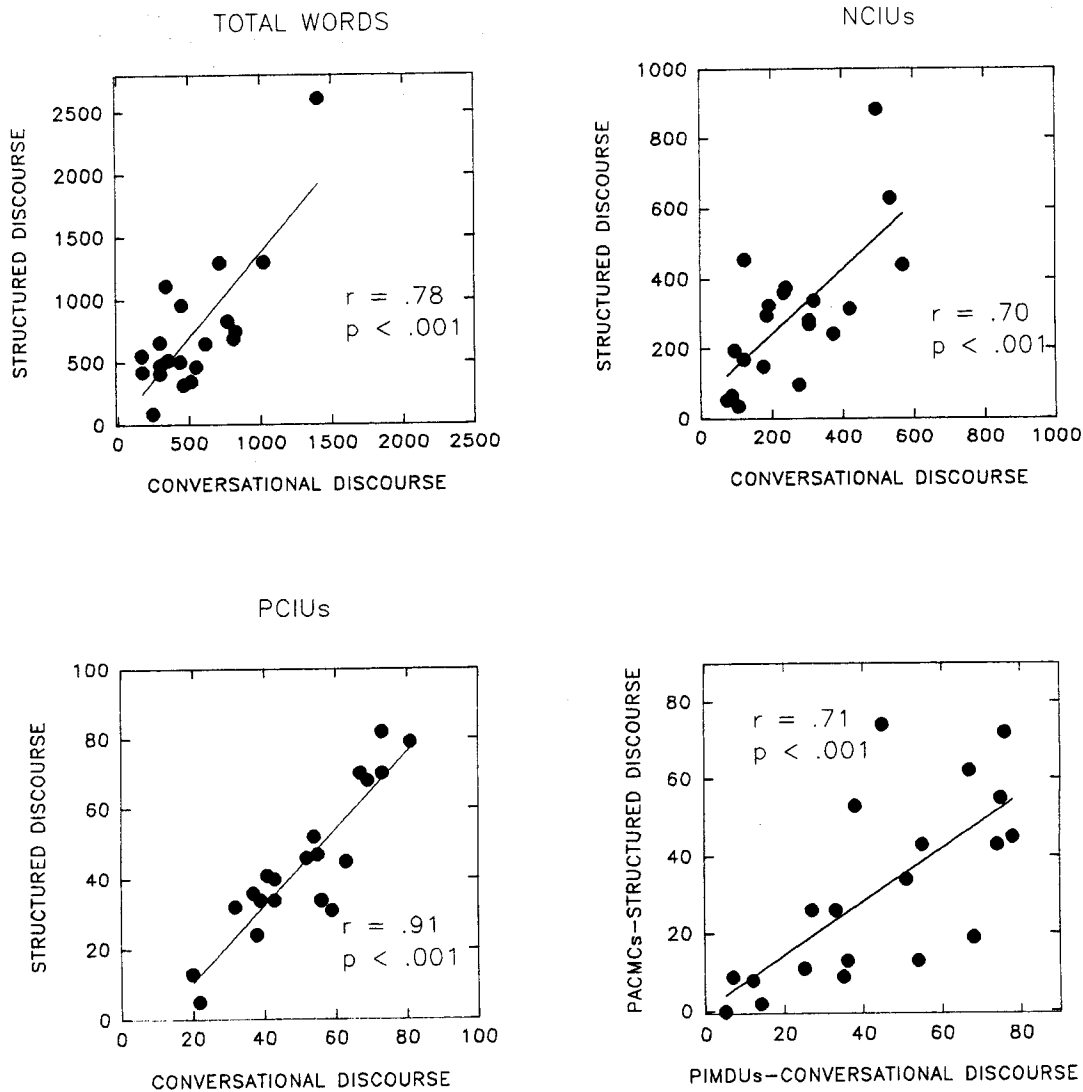 TOTAL WORDS
STRUCTURED DISCOURSE
2500
2000
1500
1000
500
0
r = .78
p < .001
0 500 1000 1500 2000 2500
CONVERSATIONAL DISCOURSE
NCIUs
STRUCTURED DISCOURSE
1000
800
600
400
200
0
r = .70
p < .001
0 200 400 600 800 1000
CONVERSATIONAL DISCOURSE
PCIUs
STRUCTURED DISCOURSE
100
80
60
40
20
0
r = .91
p < .001
0 20 40 60 80 100
CONVERSATIONAL DISCOURSE
PACMCs-STRUCTURED DISCOURSE
80
60
40
20
0
r = .71
p < .001
0 20 40 60 80
PIMDUs-CONVERSATIONAL DISCOURSE